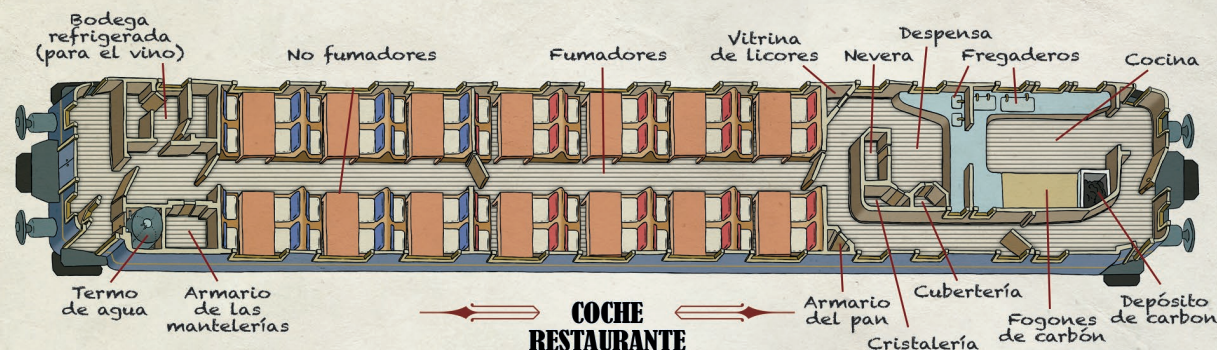 Bodega
refrigerada
(para el vino)
No fumadores
Fumadores
Vitrina
de licores
Nevera
Despensa
Fregaderos
Cocina
Termo
de agua
Armario
de las
mantelerías
COCHE
RESTAURANTE
Armario
del pan
Cristalería
Cubertería
Fogones
de carbón
Depósito
de carbon